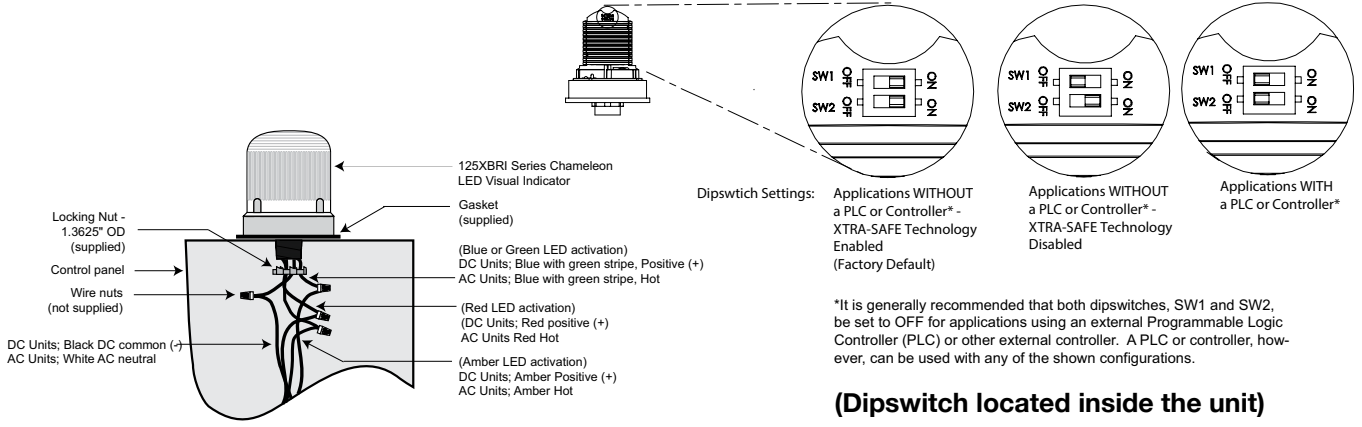 125XBRI Series Chameleon
LED Visual Indicator
Gasket
(supplied)
Locking Nut -
1.3625" OD
(supplied)
Control panel
Wire nuts
(not supplied)
DC Units; Black DC common (-)
AC Units; White AC neutral
(Blue or Green LED activation)
DC Units; Blue with green stripe, Positive (+)
AC Units; Blue with green stripe, Hot
(Red LED activation)
(DC Units; Red positive (+)
AC Units Red Hot
(Amber LED activation)
DC Units; Amber Positive (+)
AC Units; Amber Hot
SW1 OFF ON
SW2 OFF ON
SW1 OFF ON
SW2 OFF ON
SW1 OFF ON
SW2 OFF ON
Dipswtich Settings:
Applications WITHOUT
a PLC or Controller* -
XTRA-SAFE Technology
Enabled
(Factory Default)
Applications WITHOUT
a PLC or Controller* -
XTRA-SAFE Technology
Disabled
Applications WITH
a PLC or Controller*
*It is generally recommended that both dipswitches, SW1 and SW2,
be set to OFF for applications using an external Programmable Logic
Controller (PLC) or other external controller. A PLC or controller, how-
ever, can be used with any of the shown configurations.
(Dipswitch located inside the unit)